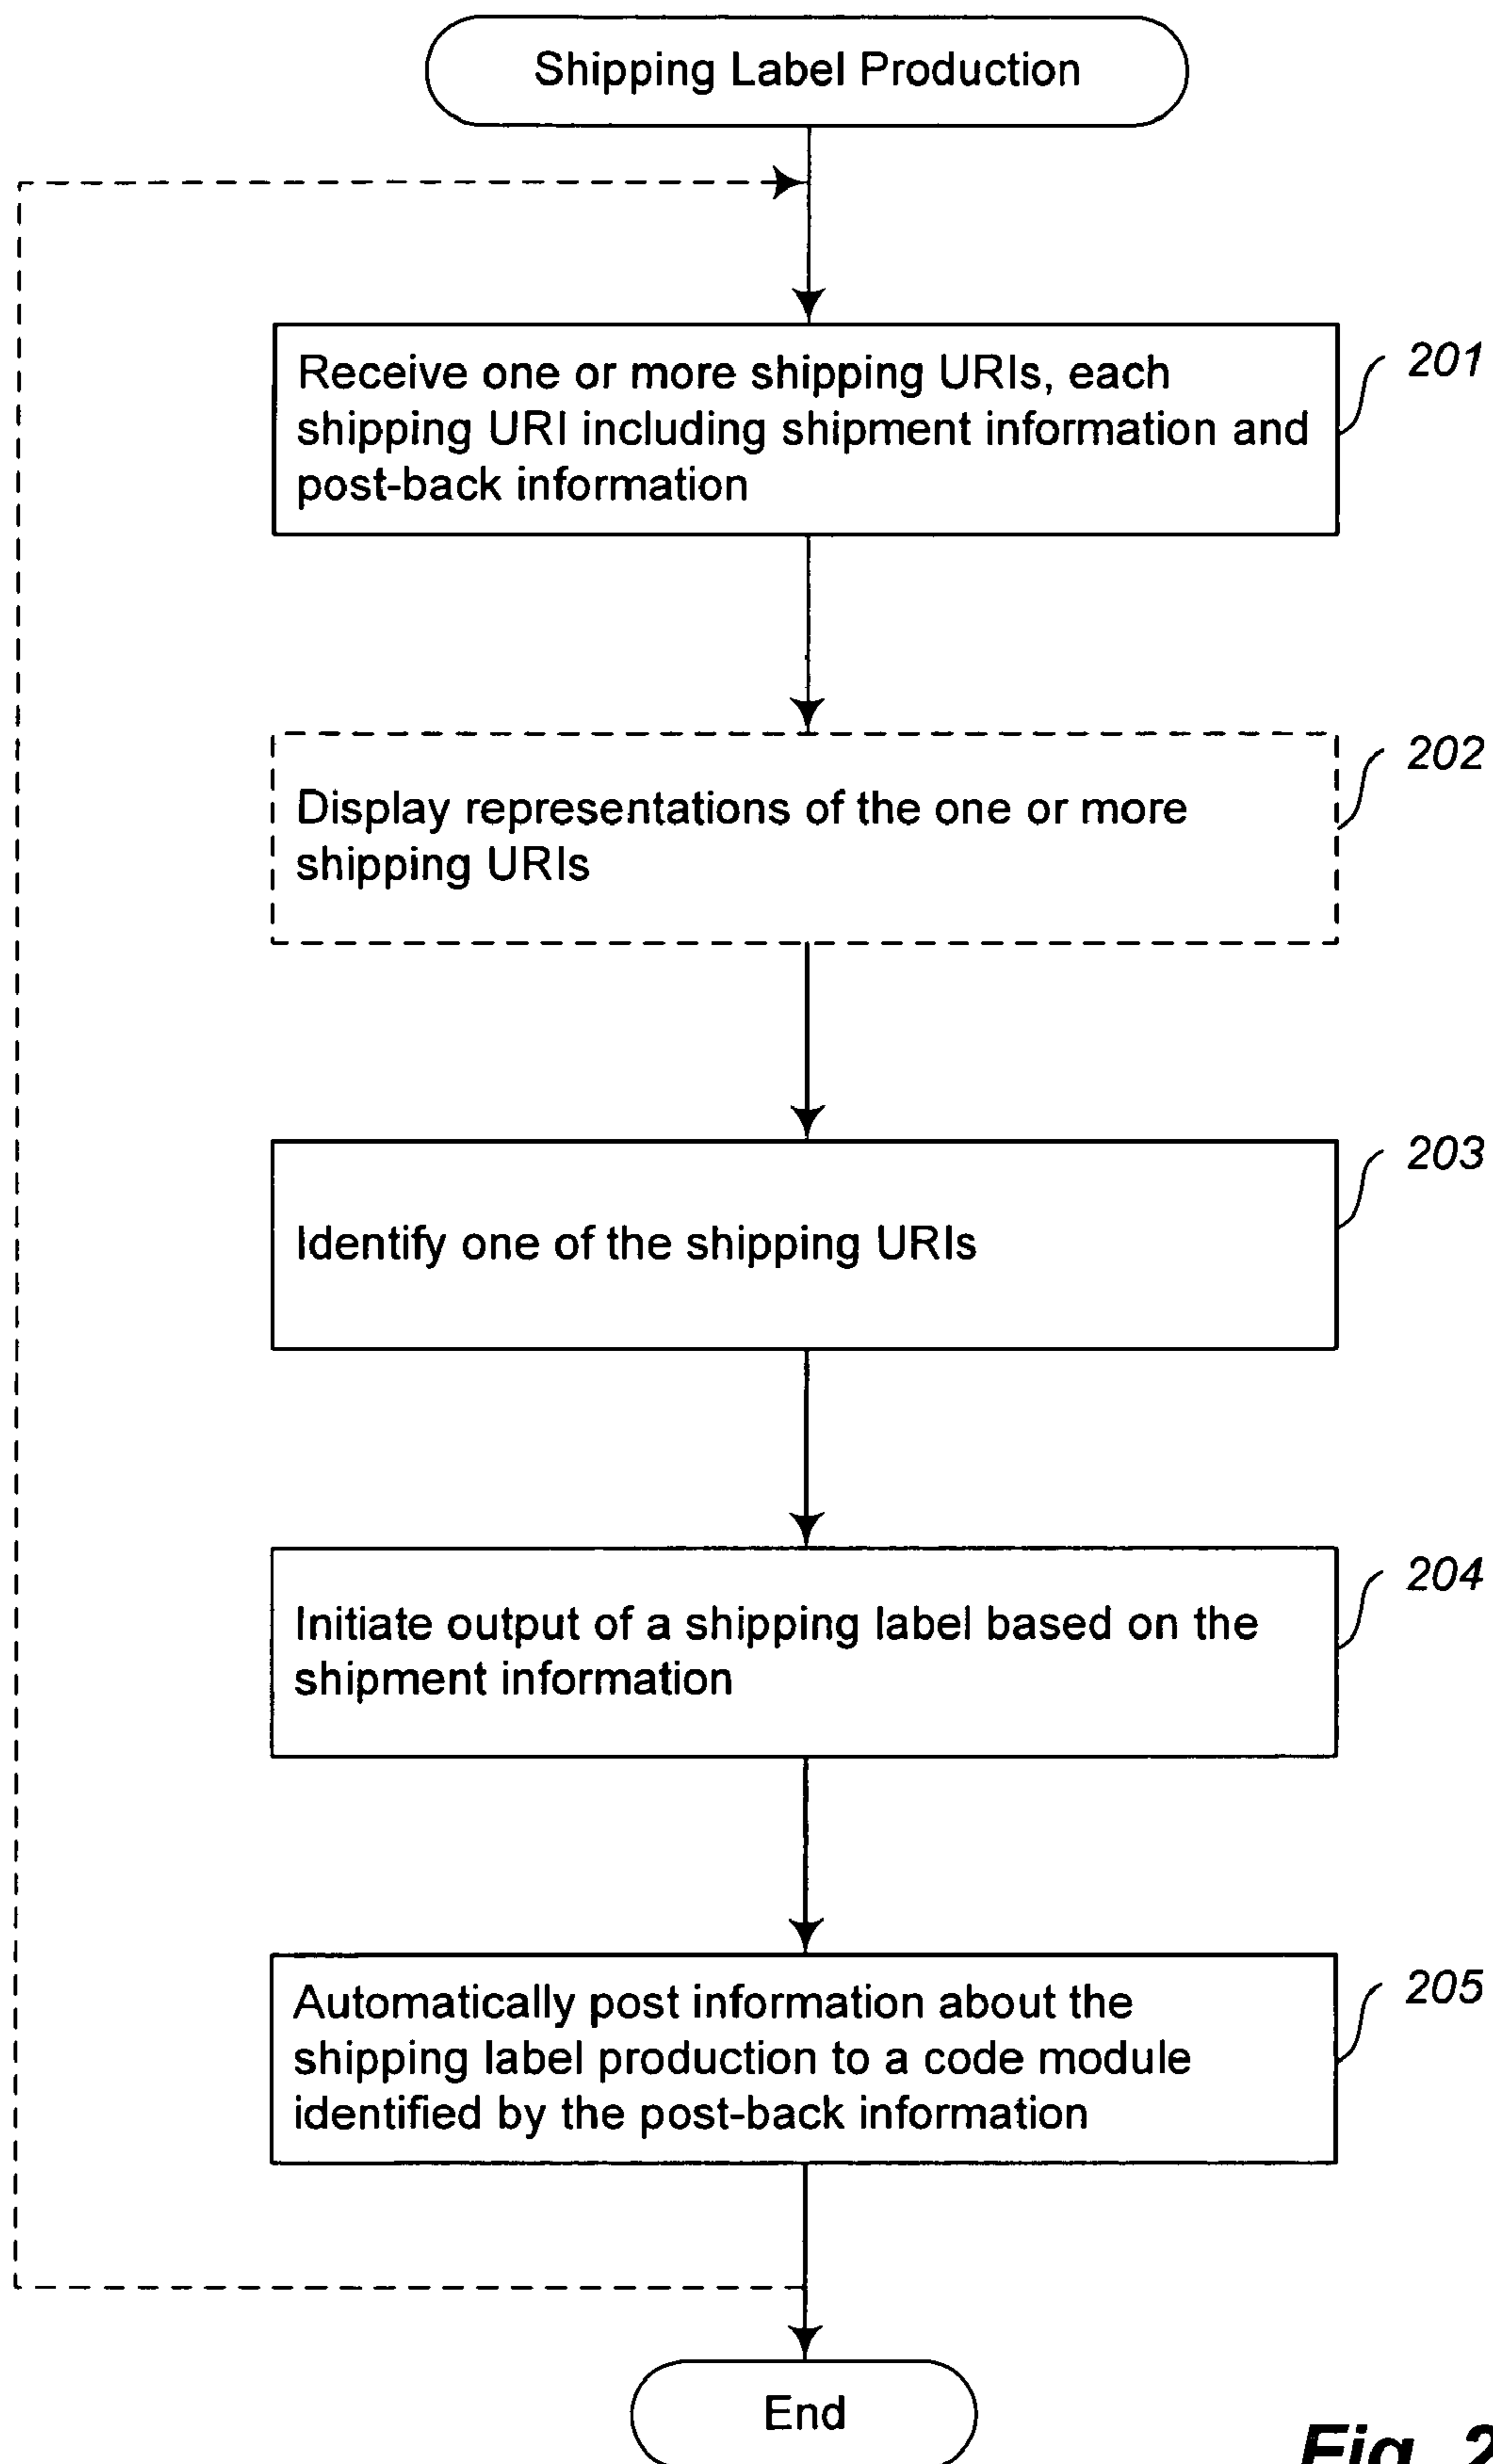 Shipping Label Production
Receive one or more shipping URIs, each
shipping URI including shipment information and
post-back information
201
Display representations of the one or more
shipping URIs
202
Identify one of the shipping URIs
203
Initiate output of a shipping label based on the
shipment information
204
Automatically post information about the
shipping label production to a code module
identified by the post-back information
205
End
Fig. 2